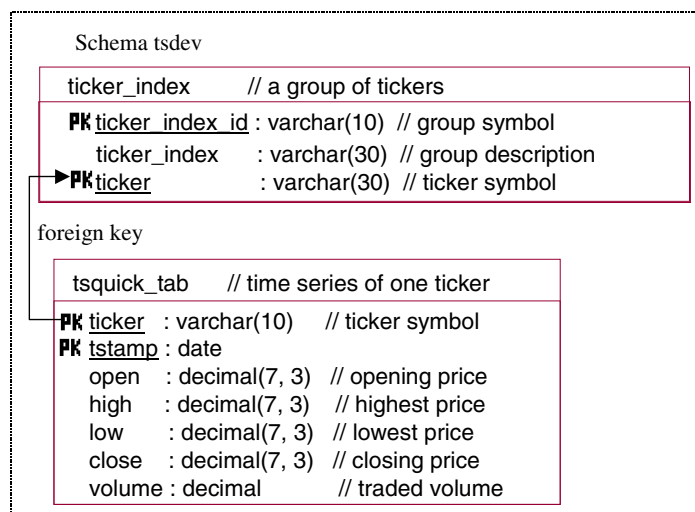 Schema tsdev
ticker_index // a group of tickers
PK ticker_index_id : varchar(10) // group symbol
ticker_index : varchar(30) // group description
PK ticker : varchar(30) // ticker symbol
foreign key
tsquick_tab // time series of one ticker
PK ticker : varchar(10) // ticker symbol
PK tstamp : date
open : decimal(7, 3) // opening price
high : decimal(7, 3) // highest price
low : decimal(7, 3) // lowest price
close : decimal(7, 3) // closing price
volume : decimal // traded volume